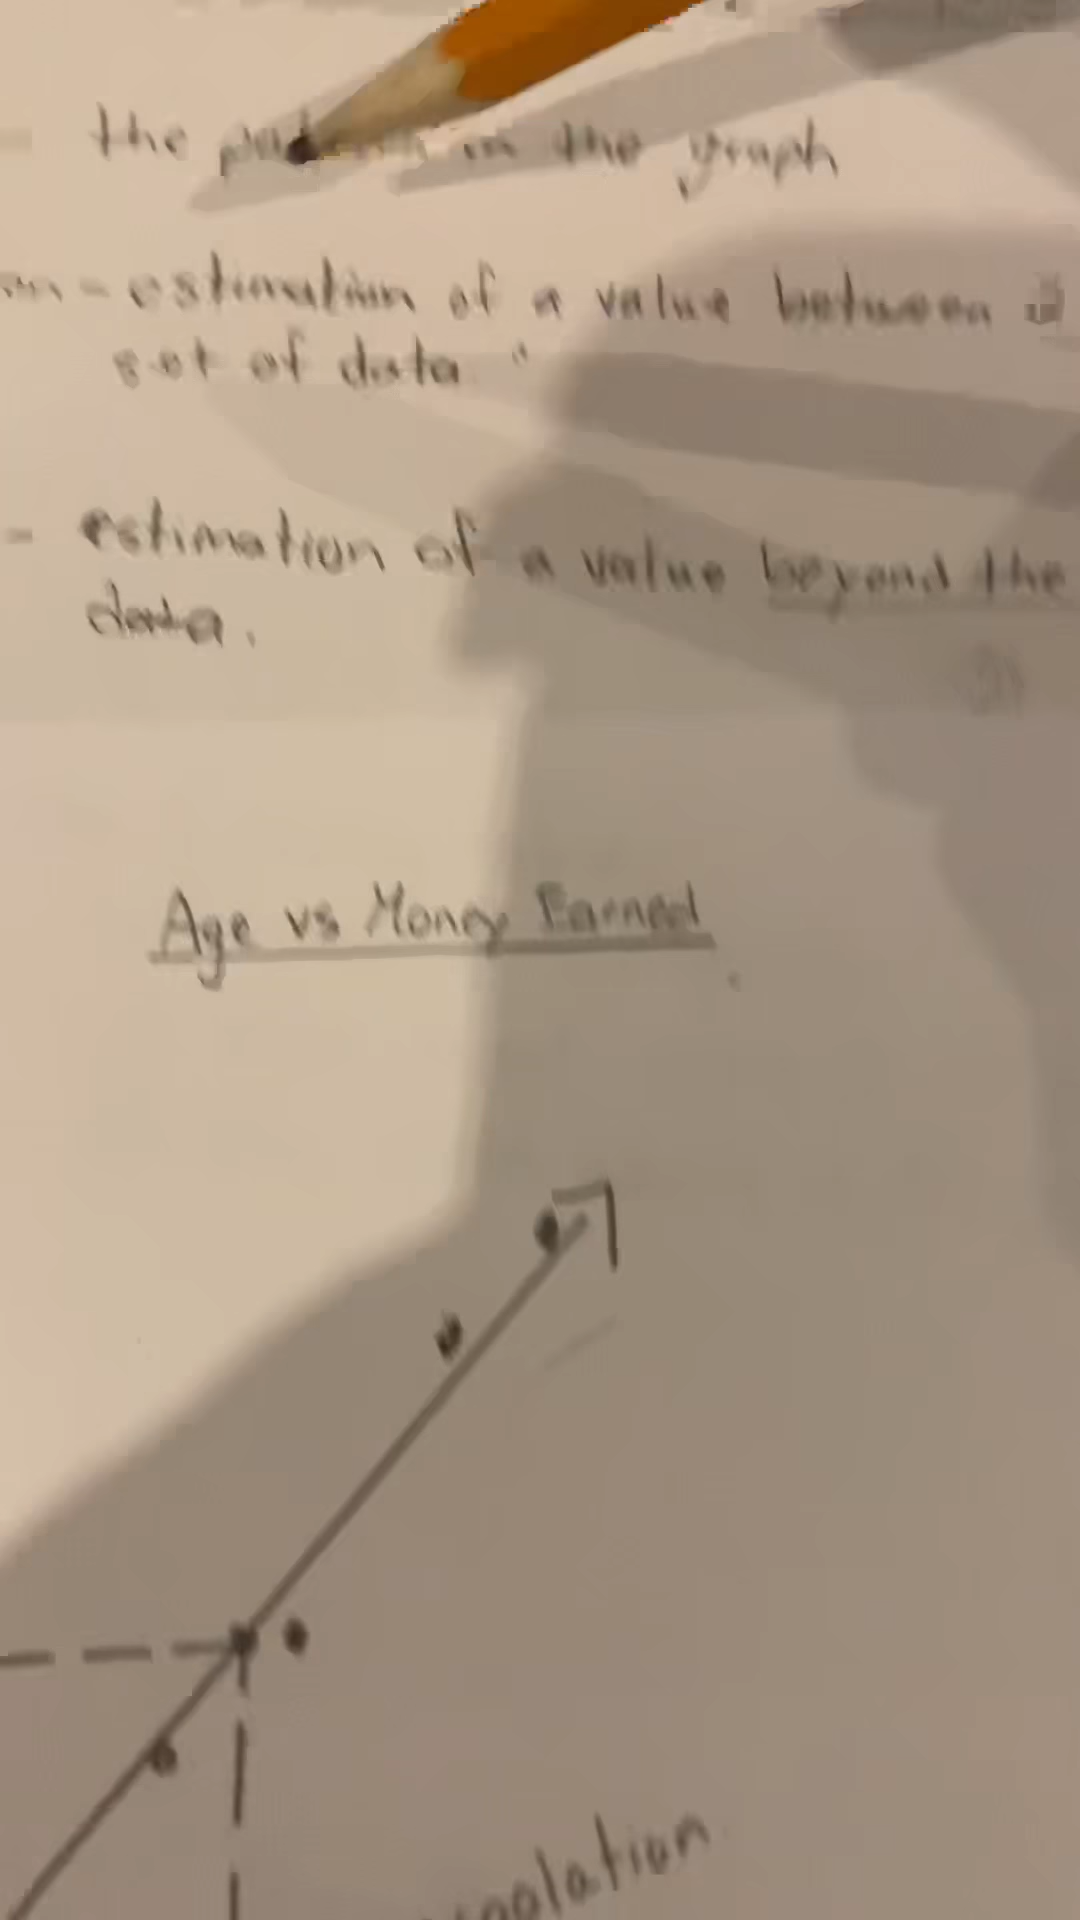 the in the graph
- estimation of a value between
set of data "
- estimation of a value beyond the
data.
Age vs Money Earned